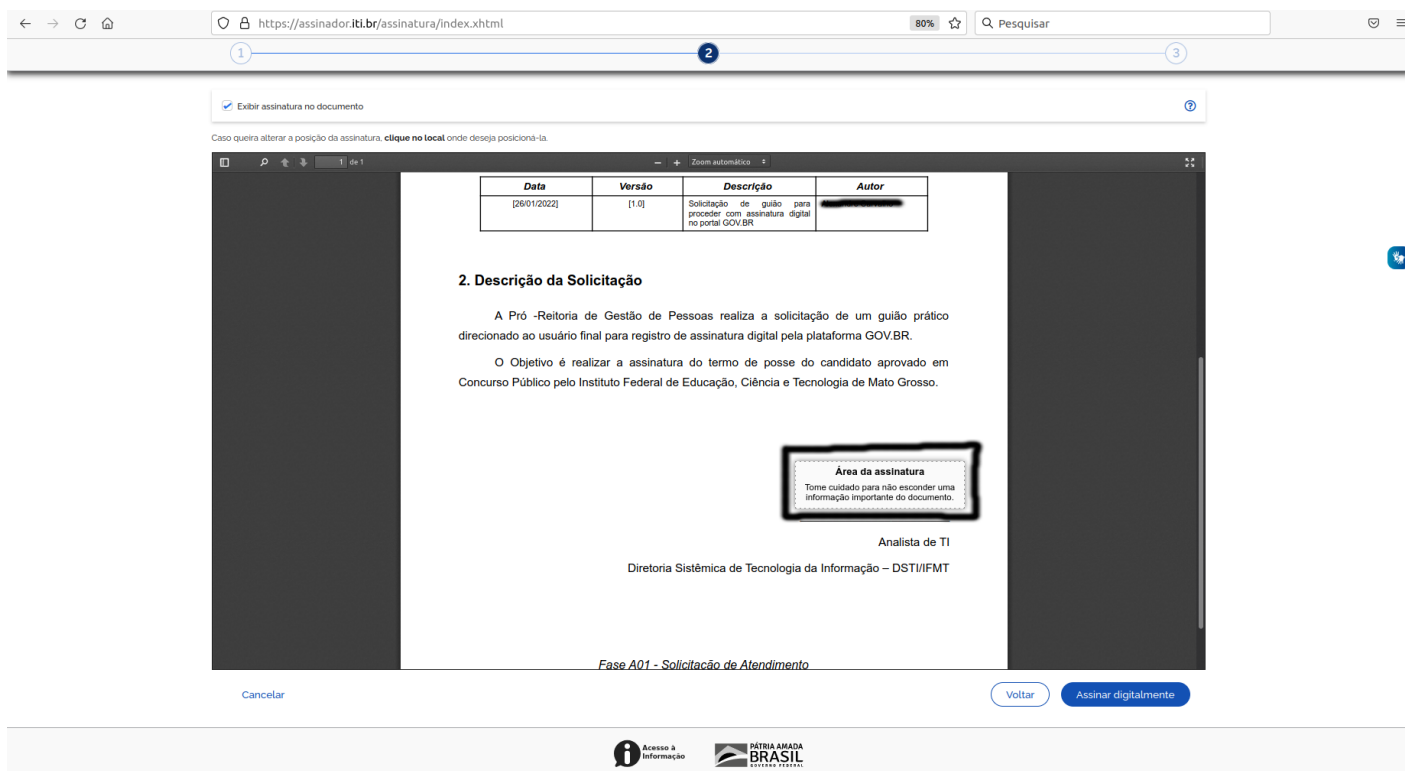 https://assinador.iti.br/assinatura/index.xhtml
80%
Pesquisar
1
2
3
Exibir assinatura no documento
Caso queira alterar a posição da assinatura, clique no local onde deseja posicioná-la.
1 de 1
Zoom automático
Data Versão Descrição Autor
[26/01/2022] [1.0] Solicitação de guião para
proceder com assinatura digital
no portal GOV.BR
2. Descrição da Solicitação
A Pró -Reitoria de Gestão de Pessoas realiza a solicitação de um guião prático
direcionado ao usuário final para registro de assinatura digital pela plataforma GOV.BR.
O Objetivo é realizar a assinatura do termo de posse do candidato aprovado em
Concurso Público pelo Instituto Federal de Educação, Ciência e Tecnologia de Mato Grosso.
Área da assinatura
Tome cuidado para não esconder uma
informação importante do documento.
Analista de TI
Diretoria Sistêmica de Tecnologia da Informação – DSTI/IFMT
Fase A01 - Solicitação de Atendimento
Cancelar
Voltar
Assinar digitalmente
Acesso à
Informação
PÁTRIA AMADA
BRASIL
GOVERNO FEDERAL